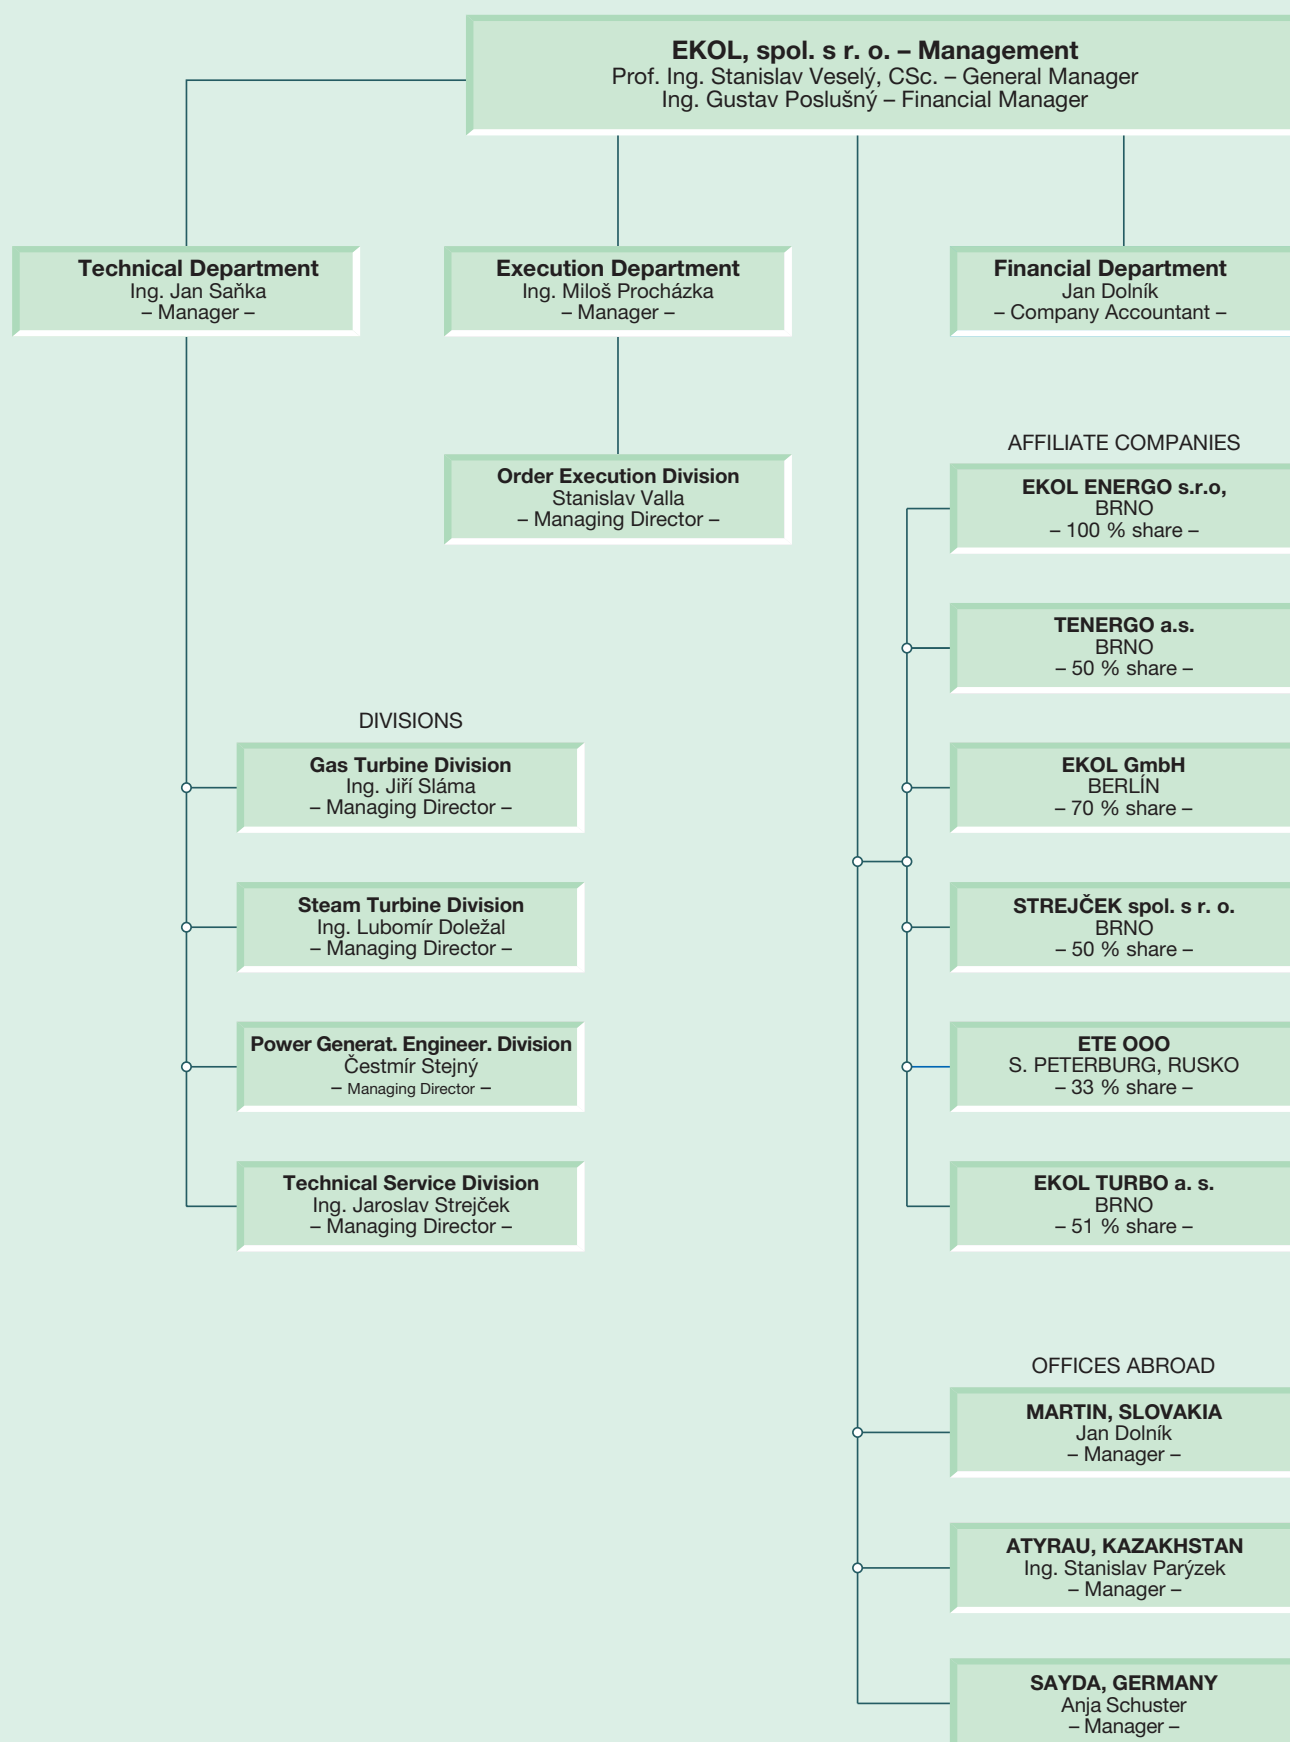 EKOL, spol. s r. o. – Management
Prof. Ing. Stanislav Veselý, CSc. – General Manager
Ing. Gustav Poslušný – Financial Manager
Technical Department
Ing. Jan Saňka
– Manager –
Execution Department
Ing. Miloš Procházka
– Manager –
Financial Department
Jan Dolník
– Company Accountant –
Order Execution Division
Stanislav Valla
– Managing Director –
DIVISIONS
Gas Turbine Division
Ing. Jiří Sláma
– Managing Director –
Steam Turbine Division
Ing. Lubomír Doležal
– Managing Director –
Power Generat. Engineer. Division
Čestmír Stejný
– Managing Director –
Technical Service Division
Ing. Jaroslav Strejček
– Managing Director –
AFFILIATE COMPANIES
EKOL ENERGO s.r.o,
BRNO
– 100 % share –
TENERGO a.s.
BRNO
– 50 % share –
EKOL GmbH
BERLÍN
– 70 % share –
STREJČEK spol. s r. o.
BRNO
– 50 % share –
ETE OOO
S. PETERBURG, RUSKO
– 33 % share –
EKOL TURBO a. s.
BRNO
– 51 % share –
OFFICES ABROAD
MARTIN, SLOVAKIA
Jan Dolník
– Manager –
ATYRAU, KAZAKHSTAN
Ing. Stanislav Parýzek
– Manager –
SAYDA, GERMANY
Anja Schuster
– Manager –